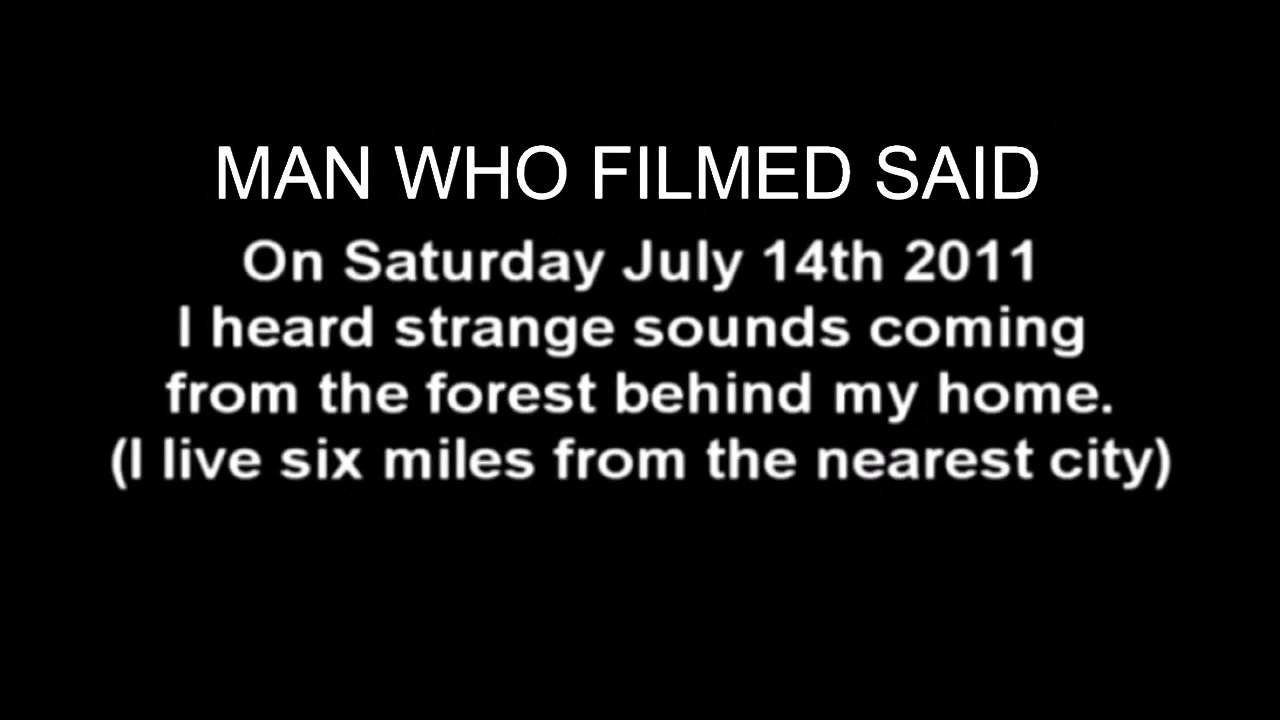 MAN WHO FILMED SAID
On Saturday July 14th 2011
I heard strange sounds coming
from the forest behind my home.
(I live six miles from the nearest city)